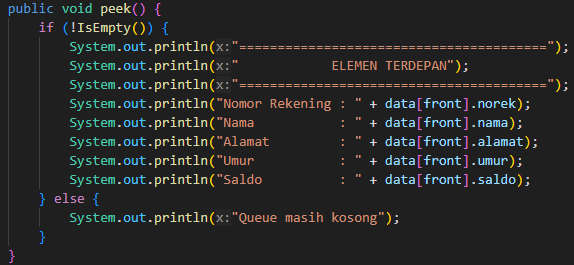 public void peek() {
    if (!IsEmpty()) {
        System.out.println(x:"========================================");
        System.out.println(x:"            ELEMEN TERDEPAN");
        System.out.println(x:"========================================");
        System.out.println("Nomor Rekening : " + data[front].norek);
        System.out.println("Nama           : " + data[front].nama);
        System.out.println("Alamat         : " + data[front].alamat);
        System.out.println("Umur           : " + data[front].umur);
        System.out.println("Saldo          : " + data[front].saldo);
    } else {
        System.out.println(x:"Queue masih kosong");
    }
}